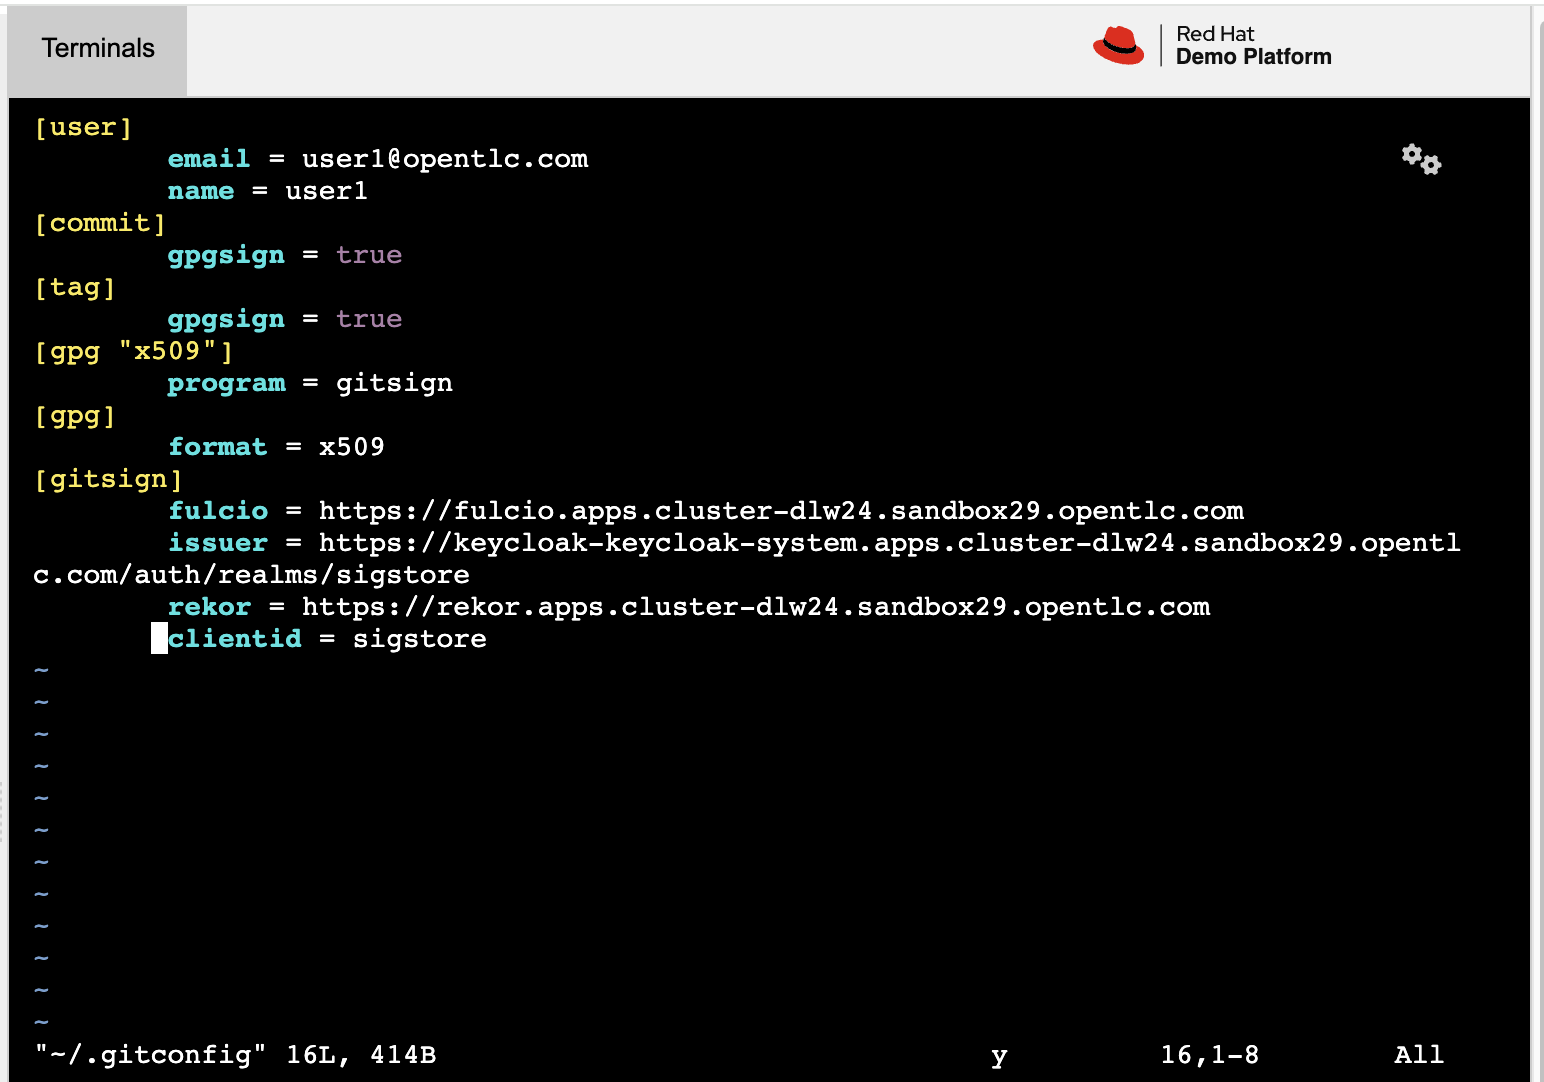 Terminals
Red Hat
Demo Platform
[user]
email = user1@opentlc.com
name = user1
[commit]
gpgsign = true
[tag]
gpgsign = true
[gpg "x509"]
program = gitsign
[gpg]
format = x509
[gitsign]
fulcio = https://fulcio.apps.cluster-dlw24.sandbox29.opentlc.com
issuer = https://keycloak-keycloak-system.apps.cluster-dlw24.sandbox29.opentl
c.com/auth/realms/sigstore
rekor = https://rekor.apps.cluster-dlw24.sandbox29.opentlc.com
clientid = sigstore
~
~
~
~
~
~
~
~
~
~
~
~
"~/.gitconfig" 16L, 414B y 16,1-8 All